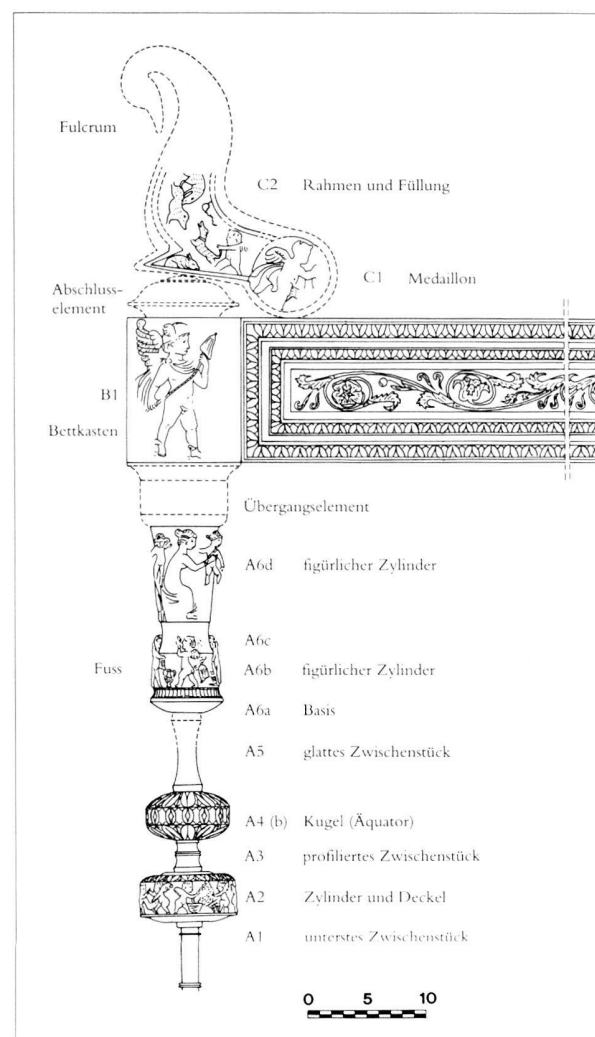 Fulcrum
C2 Rahmen und Füllung
C1 Medaillon
Abschluss-
element
B1
Bettkasten
Übergangselement
A6d figürlicher Zylinder
A6c
Fuss
A6b figürlicher Zylinder
A6a Basis
A5 glattes Zwischenstück
A4 (b) Kugel (Äquator)
A3 profiliertes Zwischenstück
A2 Zylinder und Deckel
A1 unterstes Zwischenstück
0 5 10